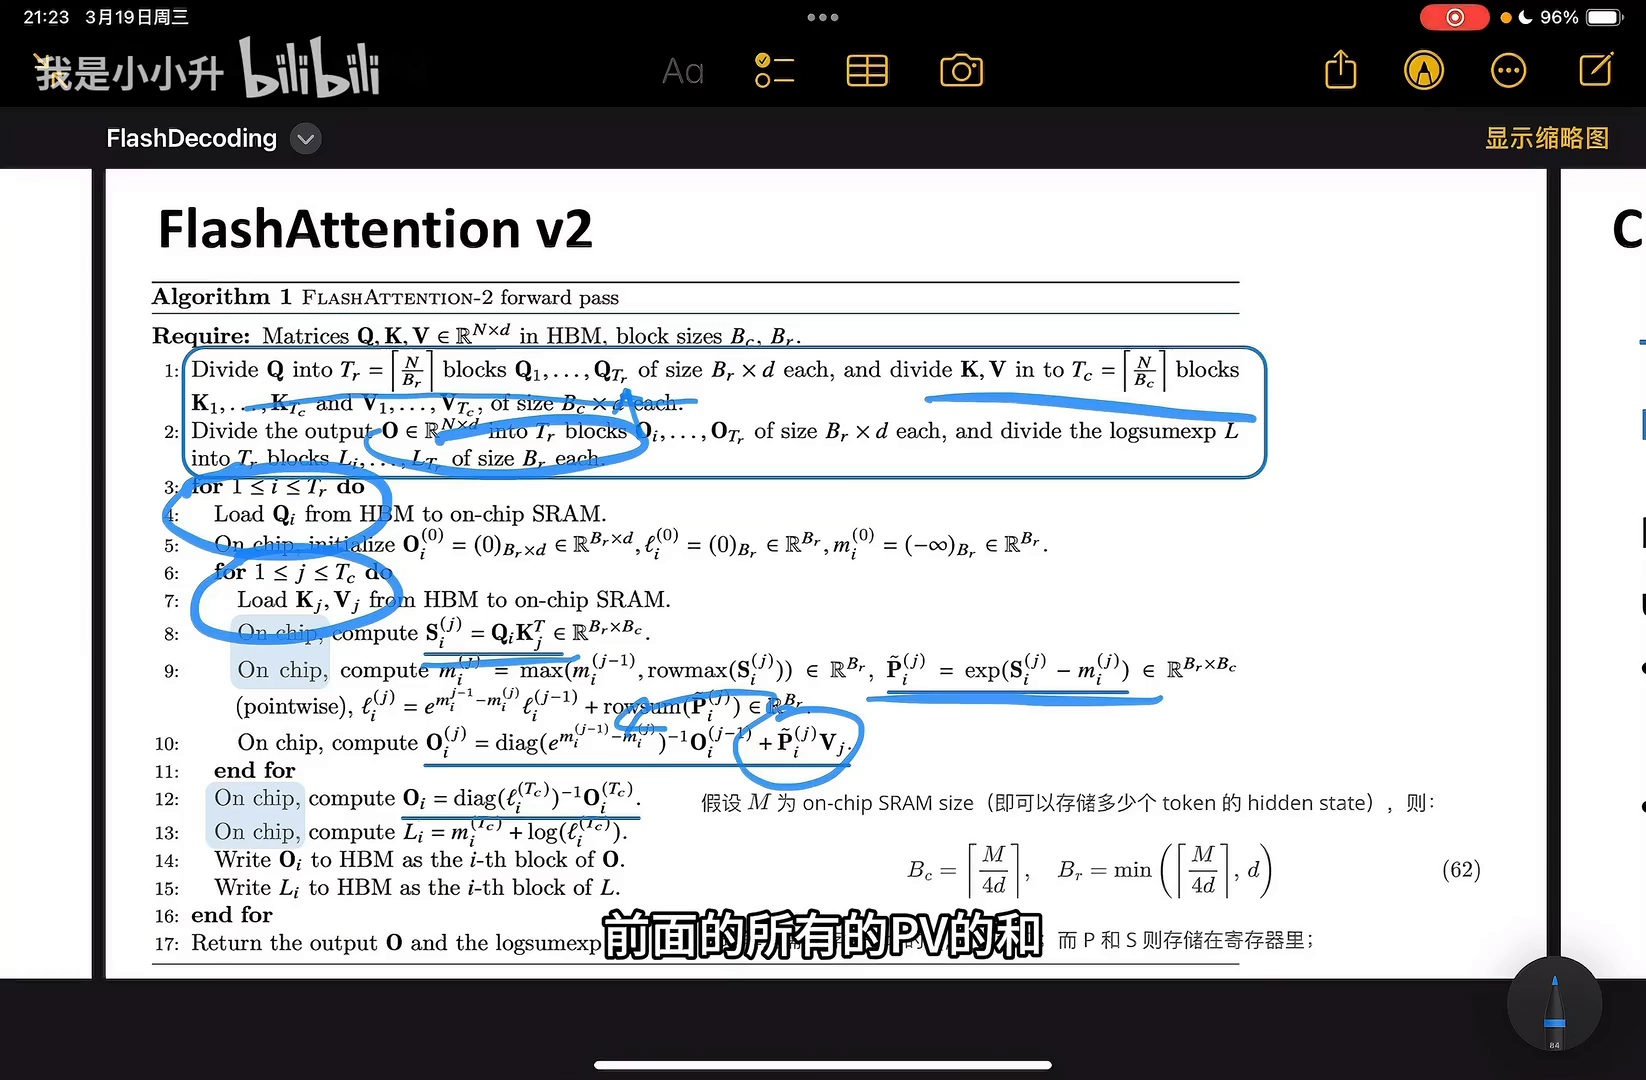 21:23 3月19日周三
96%
我是小小升 bilibili
Aa
FlashDecoding
显示缩略图
FlashAttention v2
C
Algorithm 1 FLASHATTENTION-2 forward pass
Require: Matrices Q, K, V ∈ ℝ^{N×d} in HBM, block sizes B_c, B_r.
1: Divide Q into T_r = ⌈N/B_r⌉ blocks Q_1, …, Q_{T_r} of size B_r × d each, and divide K, V in to T_c = ⌈N/B_c⌉ blocks
K_1, …, K_{T_c} and V_1, …, V_{T_c}, of size B_c × d each.
2: Divide the output O ∈ ℝ^{N×d} into T_r blocks O_i, …, O_{T_r} of size B_r × d each, and divide the logsumexp L
into T_r blocks L_i, …, L_{T_r} of size B_r each.
3: for 1 ≤ i ≤ T_r do
4: Load Q_i from HBM to on-chip SRAM.
5: On chip, initialize O_i^{(0)} = (0)_{B_r×d} ∈ ℝ^{B_r×d}, ℓ_i^{(0)} = (0)_{B_r} ∈ ℝ^{B_r}, m_i^{(0)} = (−∞)_{B_r} ∈ ℝ^{B_r}.
6: for 1 ≤ j ≤ T_c do
7: Load K_j, V_j from HBM to on-chip SRAM.
8: On chip, compute S_i^{(j)} = Q_i K_j^T ∈ ℝ^{B_r×B_c}.
9: On chip, compute m_i^{(j)} = max(m_i^{(j−1)}, rowmax(S_i^{(j)})) ∈ ℝ^{B_r}, P̃_i^{(j)} = exp(S_i^{(j)} − m_i^{(j)}) ∈ ℝ^{B_r×B_c}
(pointwise), ℓ_i^{(j)} = e^{m_i^{j−1} − m_i^{(j)}} ℓ_i^{(j−1)} + rowsum(P̃_i^{(j)}) ∈ ℝ^{B_r}.
10: On chip, compute O_i^{(j)} = diag(e^{m_i^{(j−1)} − m_i^{(j)}})^{−1} O_i^{(j−1)} + P̃_i^{(j)} V_j.
11: end for
12: On chip, compute O_i = diag(ℓ_i^{(T_c)})^{−1} O_i^{(T_c)}.
假设 M 为 on-chip SRAM size（即可以存储多少个 token 的 hidden state），则：
13: On chip, compute L_i = m_i^{(T_c)} + log(ℓ_i^{(T_c)}).
14: Write O_i to HBM as the i-th block of O.
B_c = ⌈M/4d⌉, B_r = min(⌈M/4d⌉, d) (62)
15: Write L_i to HBM as the i-th block of L.
16: end for
17: Return the output O and the logsumexp
而 P 和 S 则存储在寄存器里；
前面的所有的PV的和
84